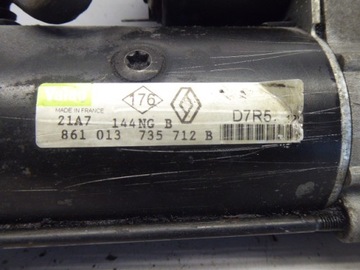 176
MADE IN FRANCE
21A7 144NG B D7R5
861 013 735 712 B